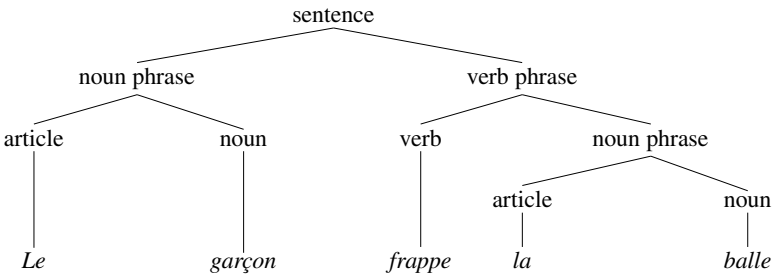 sentence
noun phrase verb phrase
article noun verb noun phrase
article noun
Le garçon frappe la balle